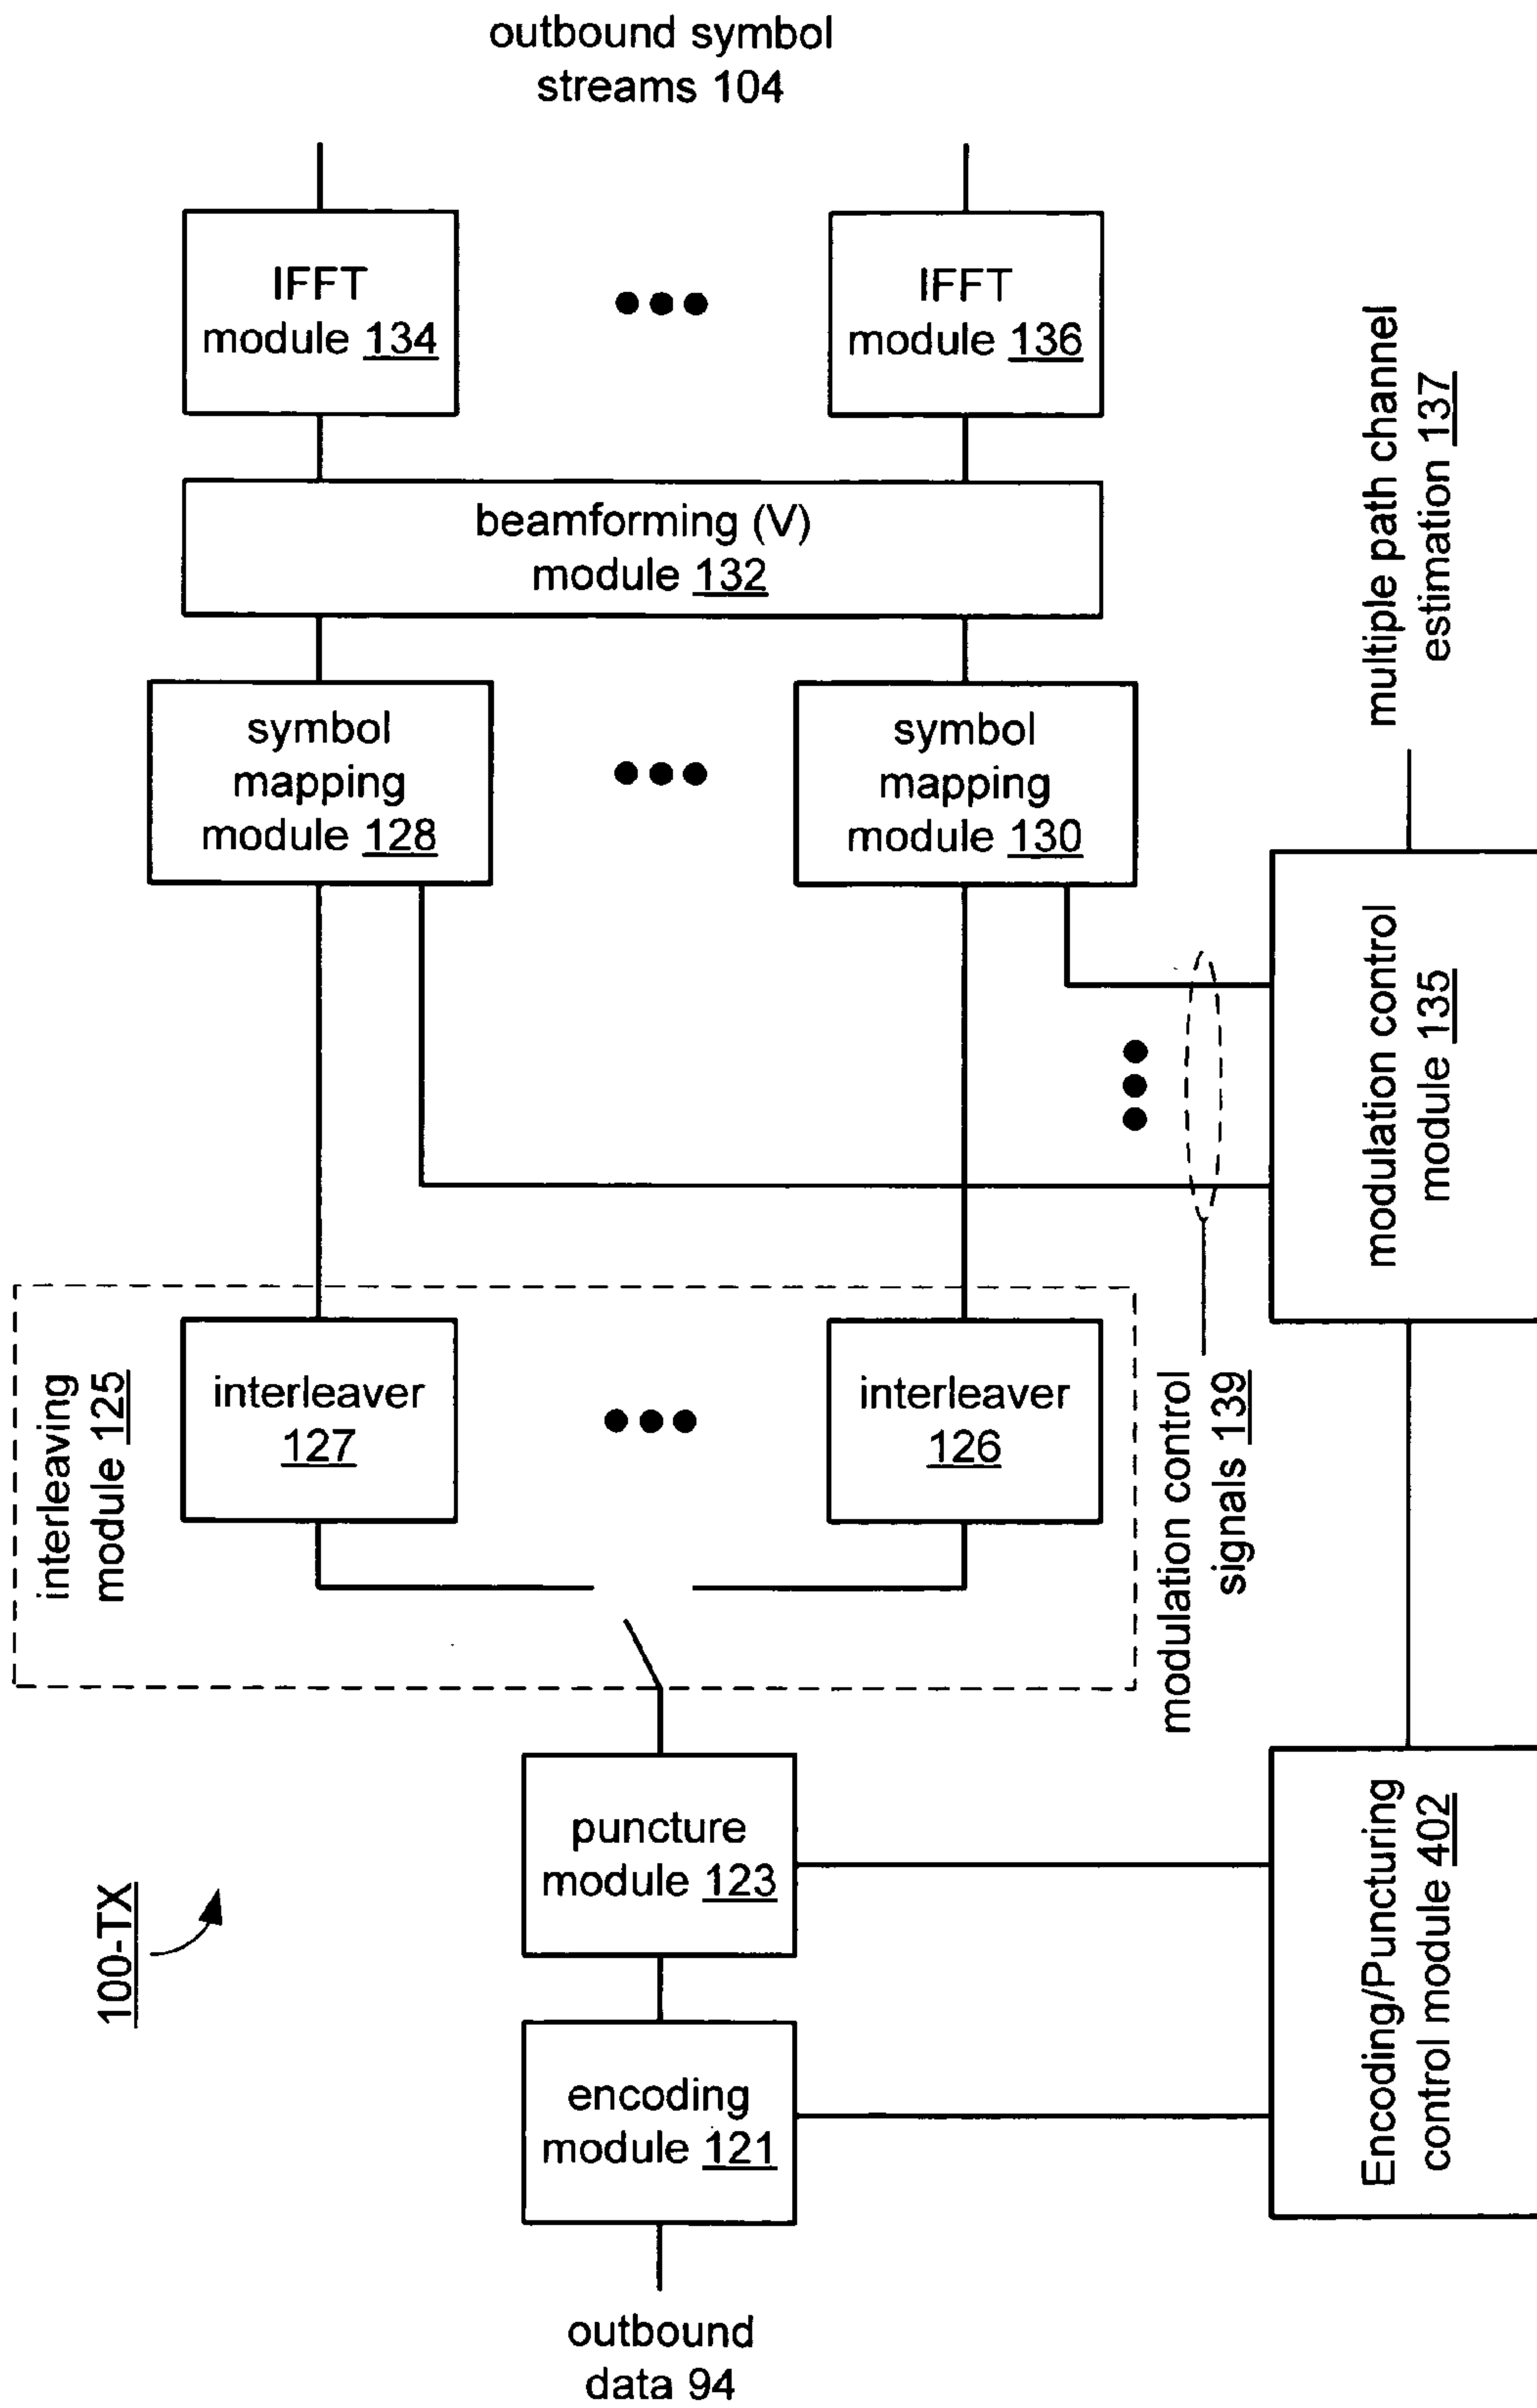 outbound symbol
streams 104
IFFT
module 134
IFFT
module 136
beamforming (V)
module 132
multiple path channel
estimation 137
symbol
mapping
module 128
symbol
mapping
module 130
modulation control
module 135
interleaving
module 125
interleaver
127
interleaver
126
modulation control
signals 139
100-TX
puncture
module 123
encoding
module 121
Encoding/Puncturing
control module 402
outbound
data 94